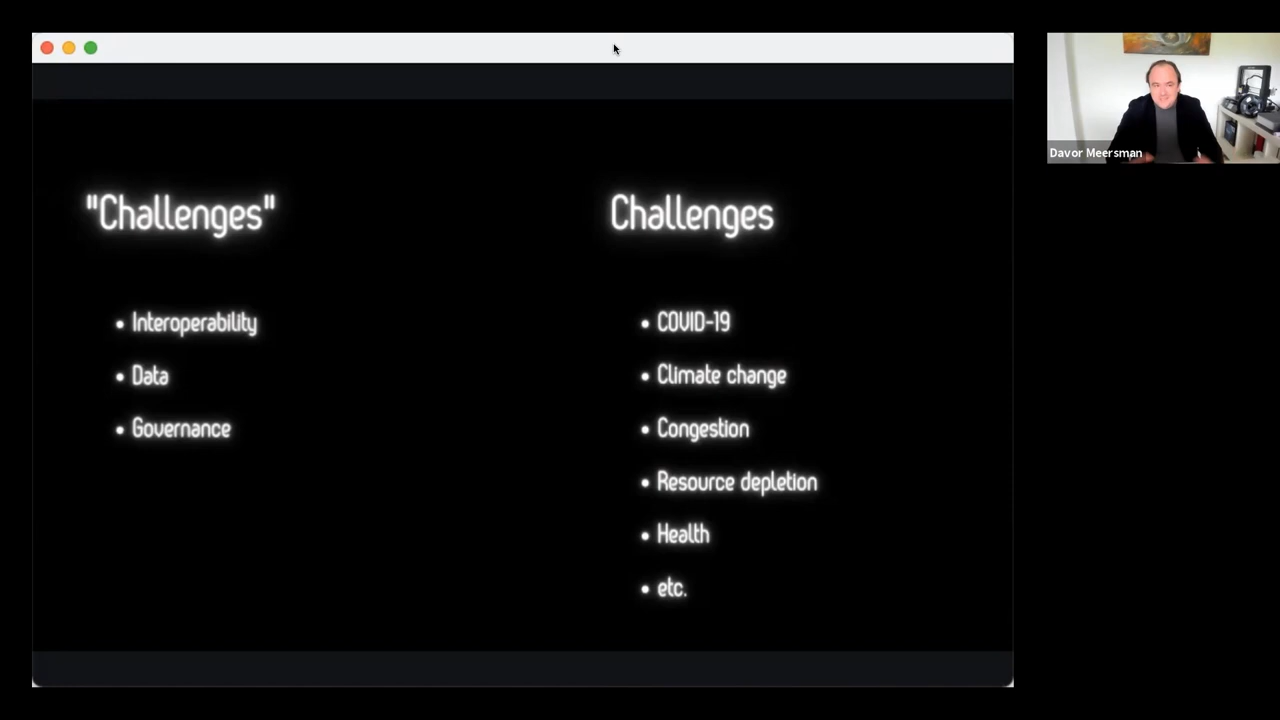 "Challenges"
• Interoperability
• Data
• Governance
Challenges
• COVID-19
• Climate change
• Congestion
• Resource depletion
• Health
• etc.
Davor Meersman